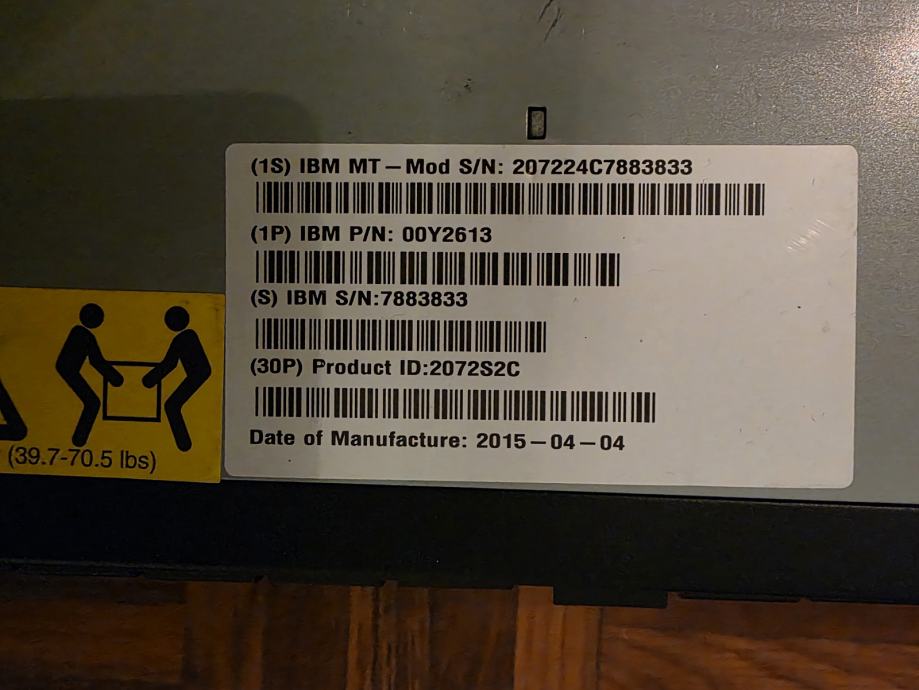 (1S) IBM MT–Mod S/N: 207224C7883833
(1P) IBM P/N: 00Y2613
(S) IBM S/N:7883833
(30P) Product ID:2072S2C
Date of Manufacture: 2015–04–04
(39.7-70.5 lbs)